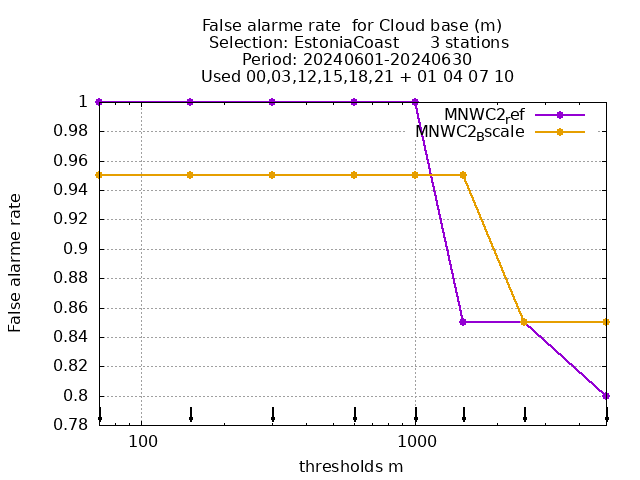 False alarme rate  for Cloud base (m)
Selection: EstoniaCoast      3 stations
Period: 20240601-20240630
Used 00,03,12,15,18,21 + 01 04 07 10
MNWC2ref
MNWC2Bscale
1
0.98
0.96
0.94
0.92
0.9
0.88
0.86
0.84
0.82
0.8
0.78
False alarme rate
100
1000
thresholds m